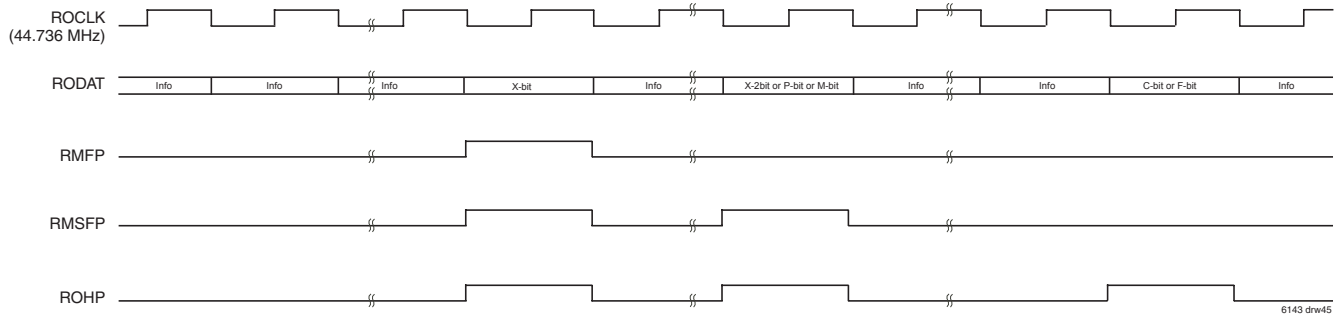 ROCLK
(44.736 MHz)
RODAT
Info Info Info X-bit Info X-2bit or P-bit or M-bit Info Info C-bit or F-bit Info
RMFP
RMSFP
ROHP
6143 drw45